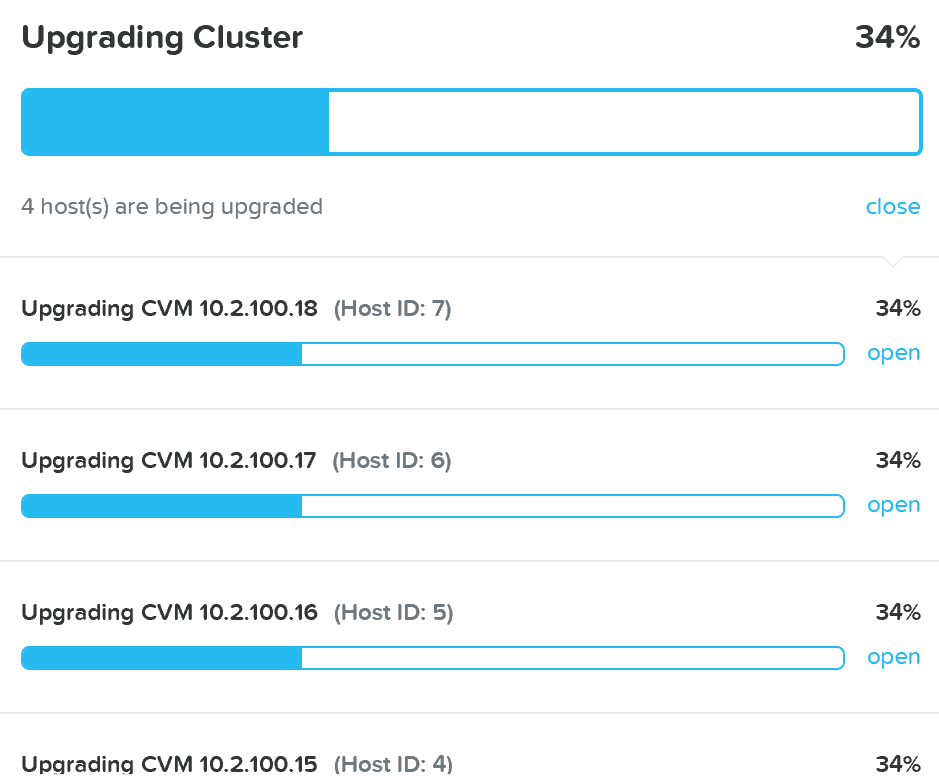 Upgrading Cluster 34%
4 host(s) are being upgraded close
Upgrading CVM 10.2.100.18 (Host ID: 7) 34%
open
Upgrading CVM 10.2.100.17 (Host ID: 6) 34%
open
Upgrading CVM 10.2.100.16 (Host ID: 5) 34%
open
Upgrading CVM 10.2.100.15 (Host ID: 4) 34%